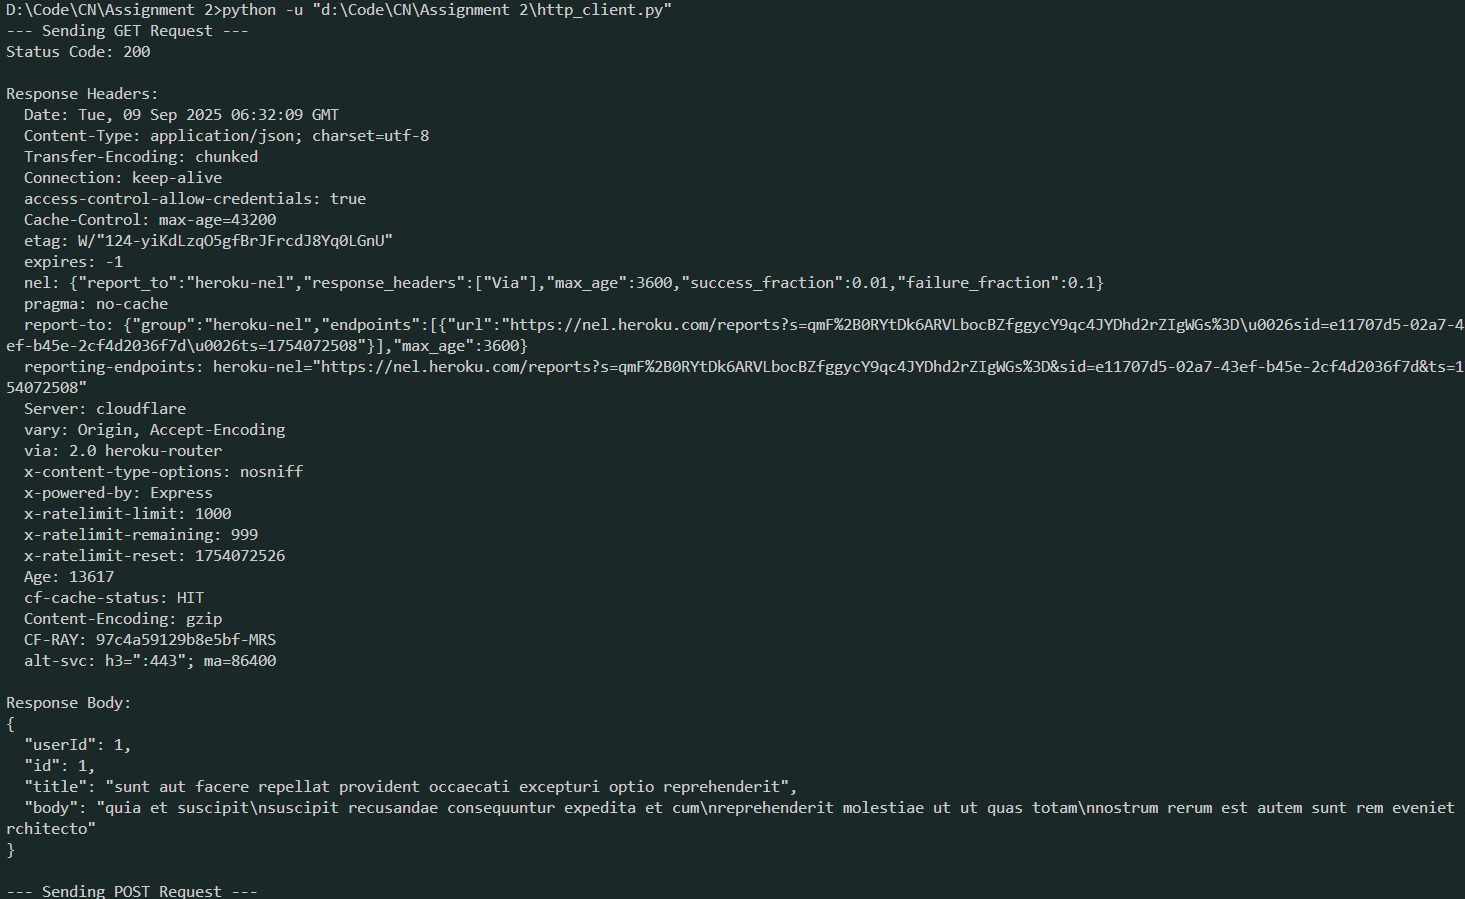 D:\Code\CN\Assignment 2>python -u "d:\Code\CN\Assignment 2\http_client.py"
--- Sending GET Request ---
Status Code: 200
Response Headers:
  Date: Tue, 09 Sep 2025 06:32:09 GMT
  Content-Type: application/json; charset=utf-8
  Transfer-Encoding: chunked
  Connection: keep-alive
  access-control-allow-credentials: true
  Cache-Control: max-age=43200
  etag: W/"124-yiKdLzqO5gfBrJFrcdJ8Yq0LGnU"
  expires: -1
  nel: {"report_to":"heroku-nel","response_headers":["Via"],"max_age":3600,"success_fraction":0.01,"failure_fraction":0.1}
  pragma: no-cache
  report-to: {"group":"heroku-nel","endpoints":[{"url":"https://nel.heroku.com/reports?s=qmF%2B0RYtDk6ARVLbocBZfggycY9qc4JYDhd2rZIgWGs%3D\u0026sid=e11707d5-02a7-4
ef-b45e-2cf4d2036f7d\u0026ts=1754072508"}],"max_age":3600}
  reporting-endpoints: heroku-nel="https://nel.heroku.com/reports?s=qmF%2B0RYtDk6ARVLbocBZfggycY9qc4JYDhd2rZIgWGs%3D&sid=e11707d5-02a7-43ef-b45e-2cf4d2036f7d&ts=1
54072508"
  Server: cloudflare
  vary: Origin, Accept-Encoding
  via: 2.0 heroku-router
  x-content-type-options: nosniff
  x-powered-by: Express
  x-ratelimit-limit: 1000
  x-ratelimit-remaining: 999
  x-ratelimit-reset: 1754072526
  Age: 13617
  cf-cache-status: HIT
  Content-Encoding: gzip
  CF-RAY: 97c4a59129b8e5bf-MRS
  alt-svc: h3=":443"; ma=86400
Response Body:
{
  "userId": 1,
  "id": 1,
  "title": "sunt aut facere repellat provident occaecati excepturi optio reprehenderit",
  "body": "quia et suscipit\nsuscipit recusandae consequuntur expedita et cum\nreprehenderit molestiae ut ut quas totam\nnostrum rerum est autem sunt rem eveniet
rchitecto"
}
--- Sending POST Request ---